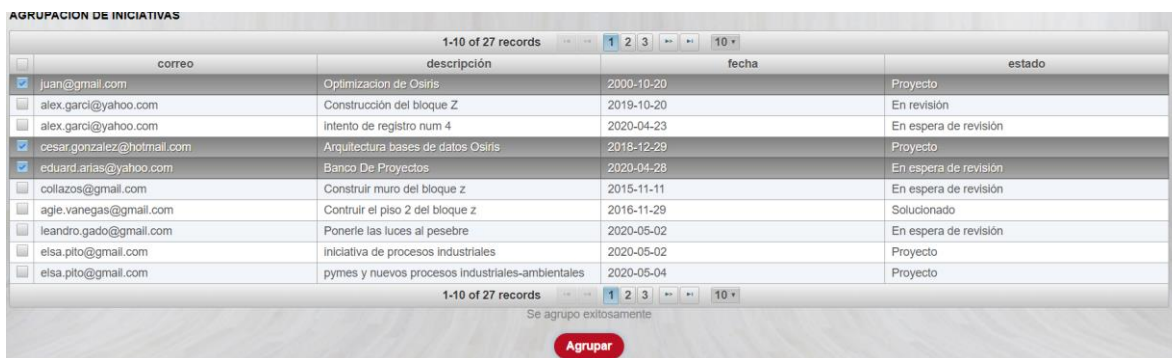 AGRUPACION DE INICIATIVAS
1-10 of 27 records 1 2 3 10
correo descripción fecha estado
juan@gmail.com Optimizacion de Osiris 2000-10-20 Proyecto
alex.garci@yahoo.com Construcción del bloque Z 2019-10-20 En revisión
alex.garci@yahoo.com intento de registro num 4 2020-04-23 En espera de revisión
cesar.gonzalez@hotmail.com Arquitectura bases de datos Osiris 2018-12-29 Proyecto
eduard.arias@yahoo.com Banco De Proyectos 2020-04-28 En espera de revisión
collazos@gmail.com Construir muro del bloque z 2015-11-11 En espera de revisión
agie.vanegas@gmail.com Contruir el piso 2 del bloque z 2016-11-29 Solucionado
leandro.gado@gmail.com Ponerle las luces al pesebre 2020-05-02 En espera de revisión
elsa.pito@gmail.com iniciativa de procesos industriales 2020-05-02 Proyecto
elsa.pito@gmail.com pymes y nuevos procesos industriales-ambientales 2020-05-04 Proyecto
1-10 of 27 records 1 2 3 10
Se agrupo exitosamente
Agrupar